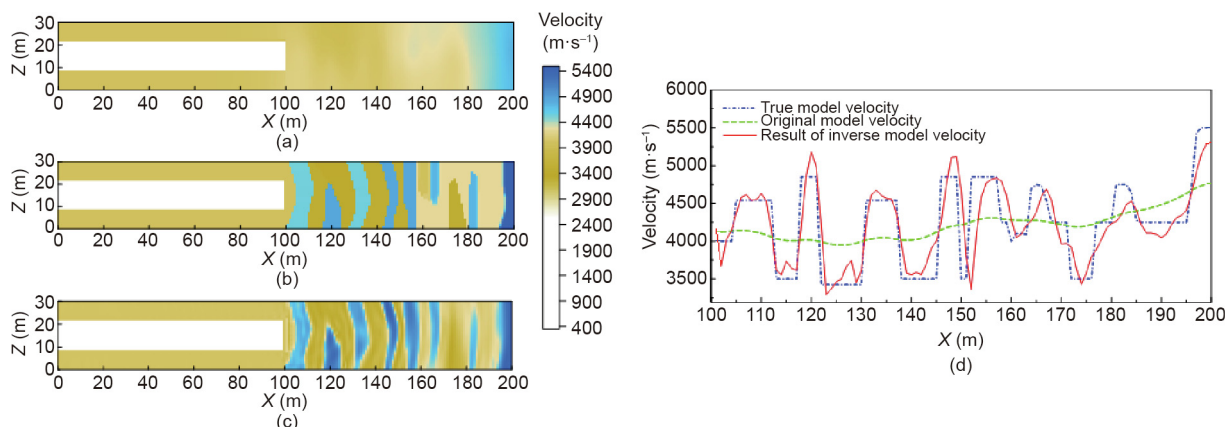 Z (m)
30
20
10
0
0 20 40 60 80 100 120 140 160 180 200
X (m)
(a)
Z (m)
30
20
10
0
0 20 40 60 80 100 120 140 160 180 200
X (m)
(b)
Z (m)
30
20
10
0
0 20 40 60 80 100 120 140 160 180 200
X (m)
(c)
Velocity
(m·s⁻¹)
5400
4900
4400
3900
3400
2900
2400
1900
1400
900
400
Velocity (m·s⁻¹)
6000
5500
5000
4500
4000
3500
True model velocity
Original model velocity
Result of inverse model velocity
100 110 120 130 140 150 160 170 180 190 200
X (m)
(d)